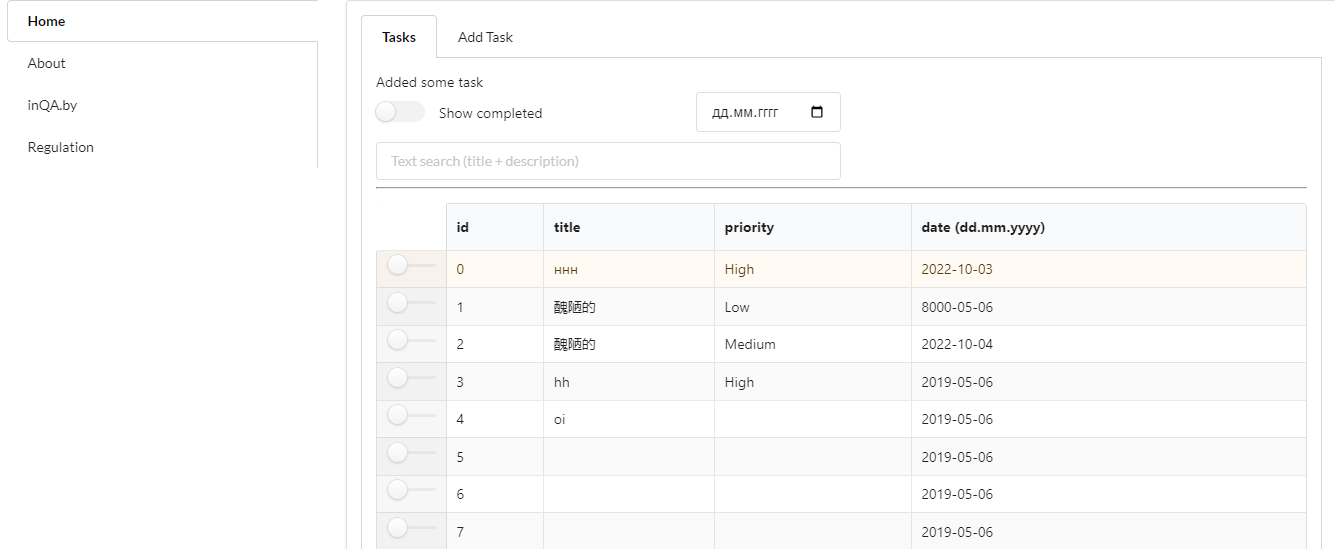 Home
About
inQA.by
Regulation
Tasks Add Task
Added some task
Show completed дд.мм.гггг
Text search (title + description)
id title priority date (dd.mm.yyyy)
0 ннн High 2022-10-03
1 醜陋的 Low 8000-05-06
2 醜陋的 Medium 2022-10-04
3 hh High 2019-05-06
4 oi 2019-05-06
5 2019-05-06
6 2019-05-06
7 2019-05-06